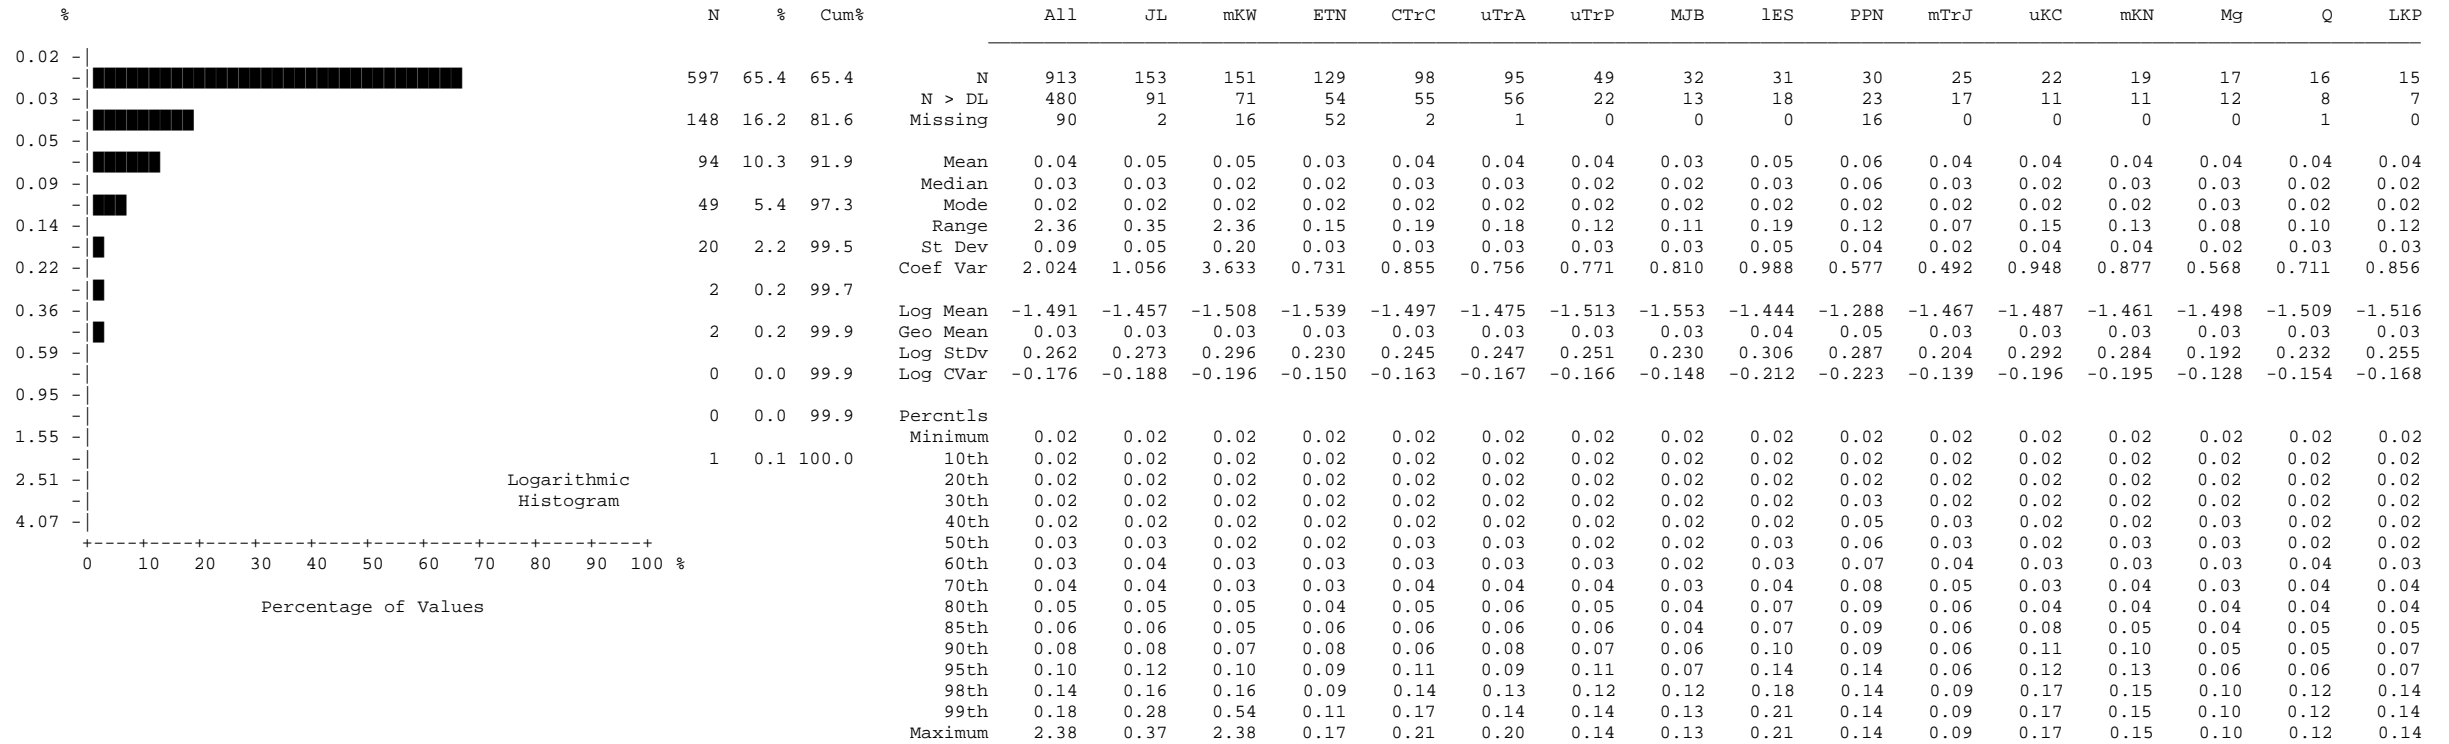 % N % Cum% All JL mKW ETN CTrC uTrA uTrP MJB lES PPN mTrJ uKC mKN Mg Q LKP
0.02
597 65.4 65.4 N 913 153 151 129 98 95 49 32 31 30 25 22 19 17 16 15
0.03 N > DL 480 91 71 54 55 56 22 13 18 23 17 11 11 12 8 7
148 16.2 81.6 Missing 90 2 16 52 2 1 0 0 0 16 0 0 0 0 1 0
0.05
94 10.3 91.9 Mean 0.04 0.05 0.05 0.03 0.04 0.04 0.04 0.03 0.05 0.06 0.04 0.04 0.04 0.04 0.04 0.04
0.09 Median 0.03 0.03 0.02 0.02 0.03 0.03 0.02 0.02 0.03 0.06 0.03 0.02 0.03 0.03 0.02 0.02
49 5.4 97.3 Mode 0.02 0.02 0.02 0.02 0.02 0.02 0.02 0.02 0.02 0.02 0.02 0.02 0.02 0.03 0.02 0.02
0.14 Range 2.36 0.35 2.36 0.15 0.19 0.18 0.12 0.11 0.19 0.12 0.07 0.15 0.13 0.08 0.10 0.12
20 2.2 99.5 St Dev 0.09 0.05 0.20 0.03 0.03 0.03 0.03 0.03 0.05 0.04 0.02 0.04 0.04 0.02 0.03 0.03
0.22 Coef Var 2.024 1.056 3.633 0.731 0.855 0.756 0.771 0.810 0.988 0.577 0.492 0.948 0.877 0.568 0.711 0.856
2 0.2 99.7
0.36 Log Mean -1.491 -1.457 -1.508 -1.539 -1.497 -1.475 -1.513 -1.553 -1.444 -1.288 -1.467 -1.487 -1.461 -1.498 -1.509 -1.516
2 0.2 99.9 Geo Mean 0.03 0.03 0.03 0.03 0.03 0.03 0.03 0.03 0.04 0.05 0.03 0.03 0.03 0.03 0.03 0.03
0.59 Log StDv 0.262 0.273 0.296 0.230 0.245 0.247 0.251 0.230 0.306 0.287 0.204 0.292 0.284 0.192 0.232 0.255
0 0.0 99.9 Log CVar -0.176 -0.188 -0.196 -0.150 -0.163 -0.167 -0.166 -0.148 -0.212 -0.223 -0.139 -0.196 -0.195 -0.128 -0.154 -0.168
0.95
0 0.0 99.9 Percntls
1.55 Minimum 0.02 0.02 0.02 0.02 0.02 0.02 0.02 0.02 0.02 0.02 0.02 0.02 0.02 0.02 0.02 0.02
1 0.1 100.0 10th 0.02 0.02 0.02 0.02 0.02 0.02 0.02 0.02 0.02 0.02 0.02 0.02 0.02 0.02 0.02 0.02
2.51 Logarithmic 20th 0.02 0.02 0.02 0.02 0.02 0.02 0.02 0.02 0.02 0.02 0.02 0.02 0.02 0.02 0.02 0.02
Histogram 30th 0.02 0.02 0.02 0.02 0.02 0.02 0.02 0.02 0.02 0.03 0.02 0.02 0.02 0.02 0.02 0.02
4.07 40th 0.02 0.02 0.02 0.02 0.02 0.02 0.02 0.02 0.02 0.05 0.03 0.02 0.02 0.03 0.02 0.02
50th 0.03 0.03 0.02 0.02 0.03 0.03 0.02 0.02 0.03 0.06 0.03 0.02 0.03 0.03 0.02 0.02
0 10 20 30 40 50 60 70 80 90 100 % 60th 0.03 0.04 0.03 0.03 0.03 0.03 0.03 0.02 0.03 0.07 0.04 0.03 0.03 0.03 0.04 0.03
70th 0.04 0.04 0.03 0.03 0.04 0.04 0.04 0.03 0.04 0.08 0.05 0.03 0.04 0.03 0.04 0.04
Percentage of Values 80th 0.05 0.05 0.05 0.04 0.05 0.06 0.05 0.04 0.07 0.09 0.06 0.04 0.04 0.04 0.04 0.04
85th 0.06 0.06 0.05 0.06 0.06 0.06 0.06 0.04 0.07 0.09 0.06 0.08 0.05 0.04 0.05 0.05
90th 0.08 0.08 0.07 0.08 0.06 0.08 0.07 0.06 0.10 0.09 0.06 0.11 0.10 0.05 0.05 0.07
95th 0.10 0.12 0.10 0.09 0.11 0.09 0.11 0.07 0.14 0.14 0.06 0.12 0.13 0.06 0.06 0.07
98th 0.14 0.16 0.16 0.09 0.14 0.13 0.12 0.12 0.18 0.14 0.09 0.17 0.15 0.10 0.12 0.14
99th 0.18 0.28 0.54 0.11 0.17 0.14 0.14 0.13 0.21 0.14 0.09 0.17 0.15 0.10 0.12 0.14
Maximum 2.38 0.37 2.38 0.17 0.21 0.20 0.14 0.13 0.21 0.14 0.09 0.17 0.15 0.10 0.12 0.14